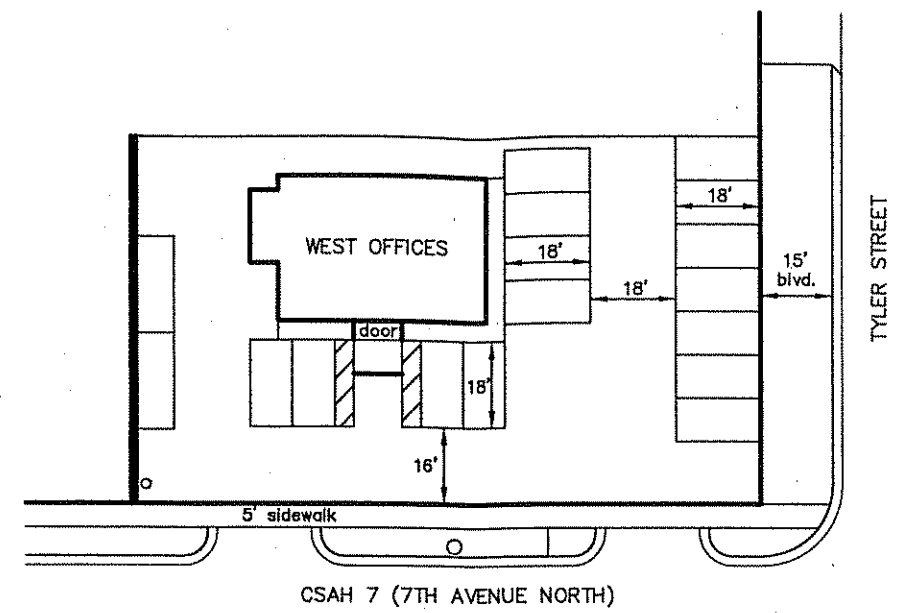 18'
WEST OFFICES
18'
18'
15'
blvd.
TYLER STREET
door
18'
16'
5' sidewalk
CSAH 7 (7TH AVENUE NORTH)